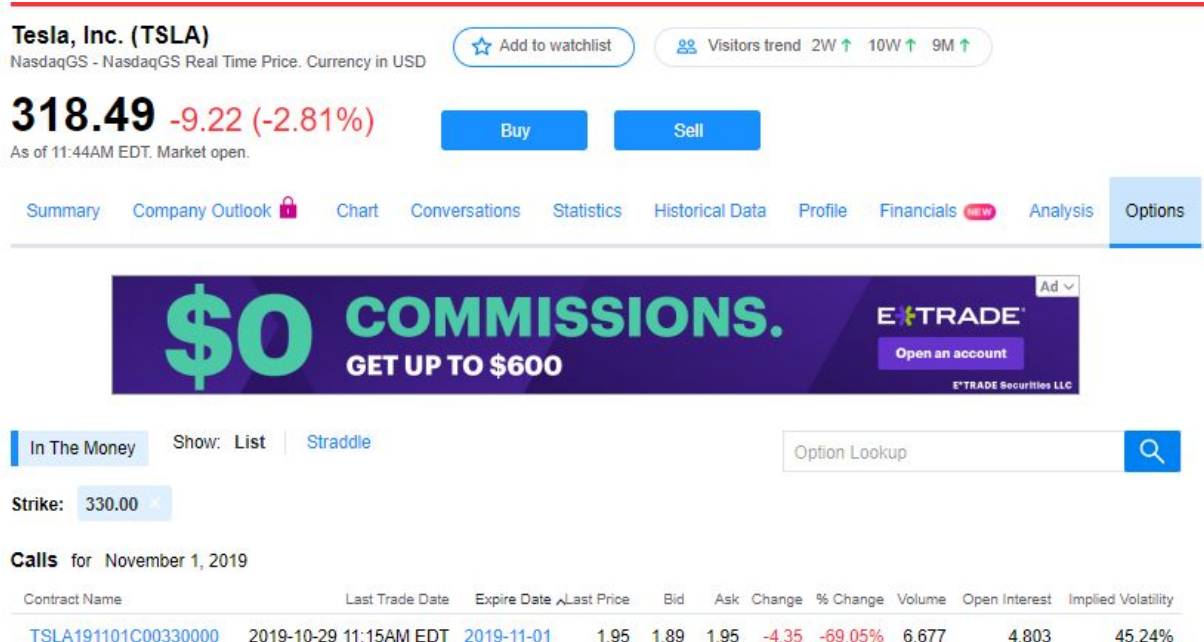 Tesla, Inc. (TSLA)
NasdaqGS - NasdaqGS Real Time Price. Currency in USD
Add to watchlist
Visitors trend 2W ↑ 10W ↑ 9M ↑
318.49 -9.22 (-2.81%)
As of 11:44AM EDT. Market open.
Buy
Sell
Summary Company Outlook Chart Conversations Statistics Historical Data Profile Financials NEW Analysis Options
$0 COMMISSIONS.
GET UP TO $600
Ad
E*TRADE
Open an account
E*TRADE Securities LLC
In The Money Show: List Straddle
Option Lookup
Strike: 330.00 ×
Calls for November 1, 2019
Contract Name Last Trade Date Expire Date Last Price Bid Ask Change % Change Volume Open Interest Implied Volatility
TSLA191101C00330000 2019-10-29 11:15AM EDT 2019-11-01 1.95 1.89 1.95 -4.35 -69.05% 6,677 4,803 45.24%